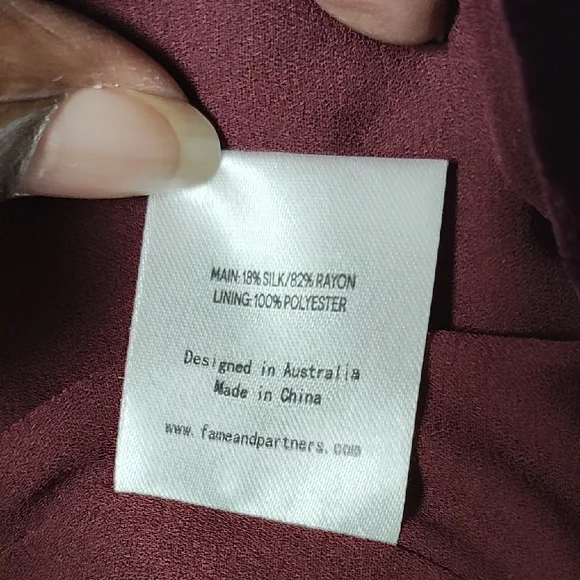 MAIN:18% SILK/82% RAYON
LINING:100% POLYESTER
Designed in Australia
Made in China
www.fameandpartners.com